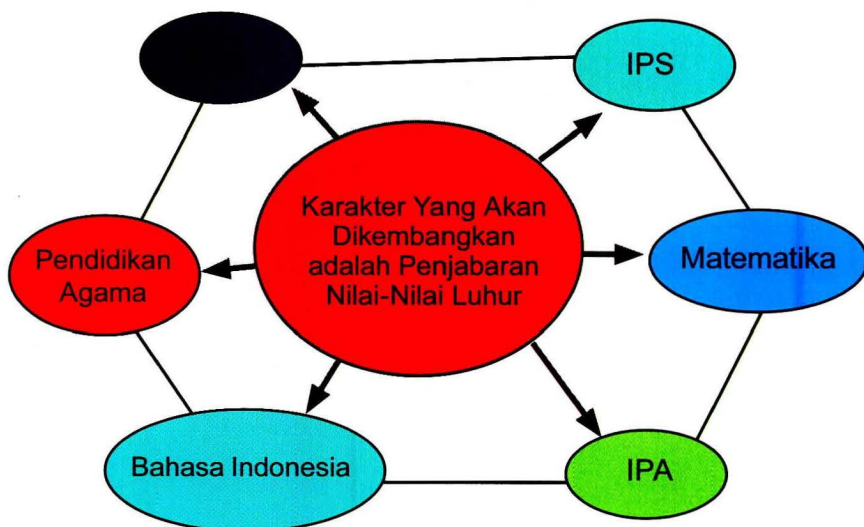 IPS
Karakter Yang Akan
Dikembangkan
adalah Penjabaran
Nilai-Nilai Luhur
Matematika
Pendidikan
Agama
Bahasa Indonesia
IPA